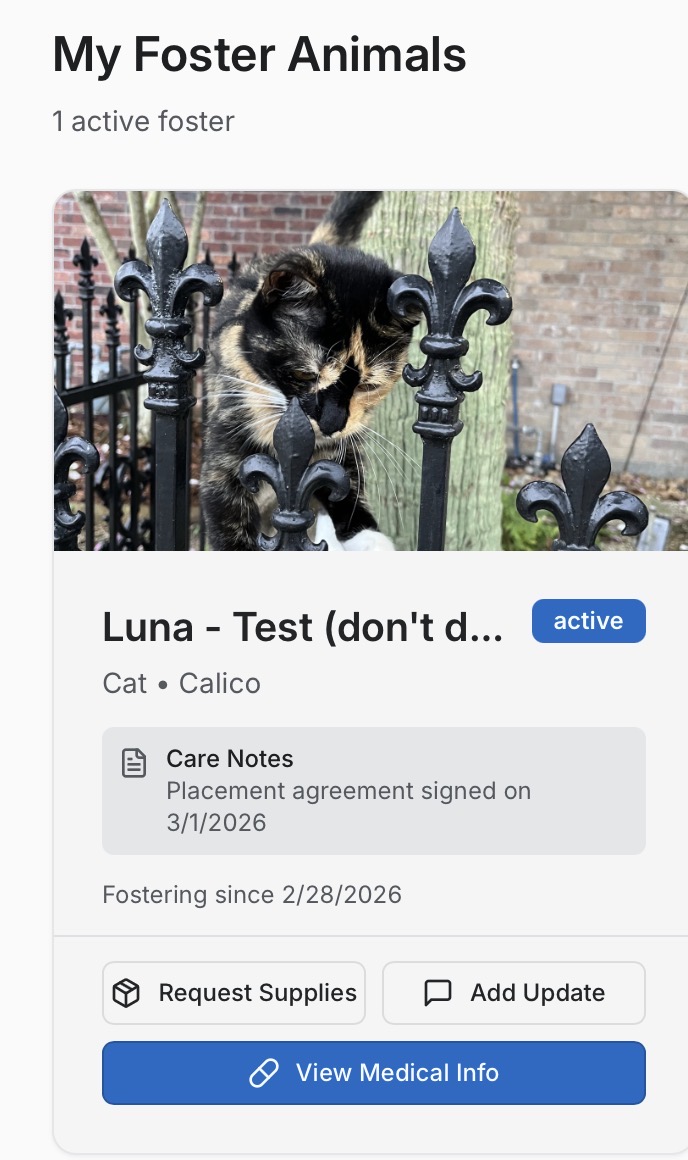 My Foster Animals
1 active foster
Luna - Test (don't d...
active
Cat • Calico
Care Notes
Placement agreement signed on
3/1/2026
Fostering since 2/28/2026
Request Supplies
Add Update
View Medical Info